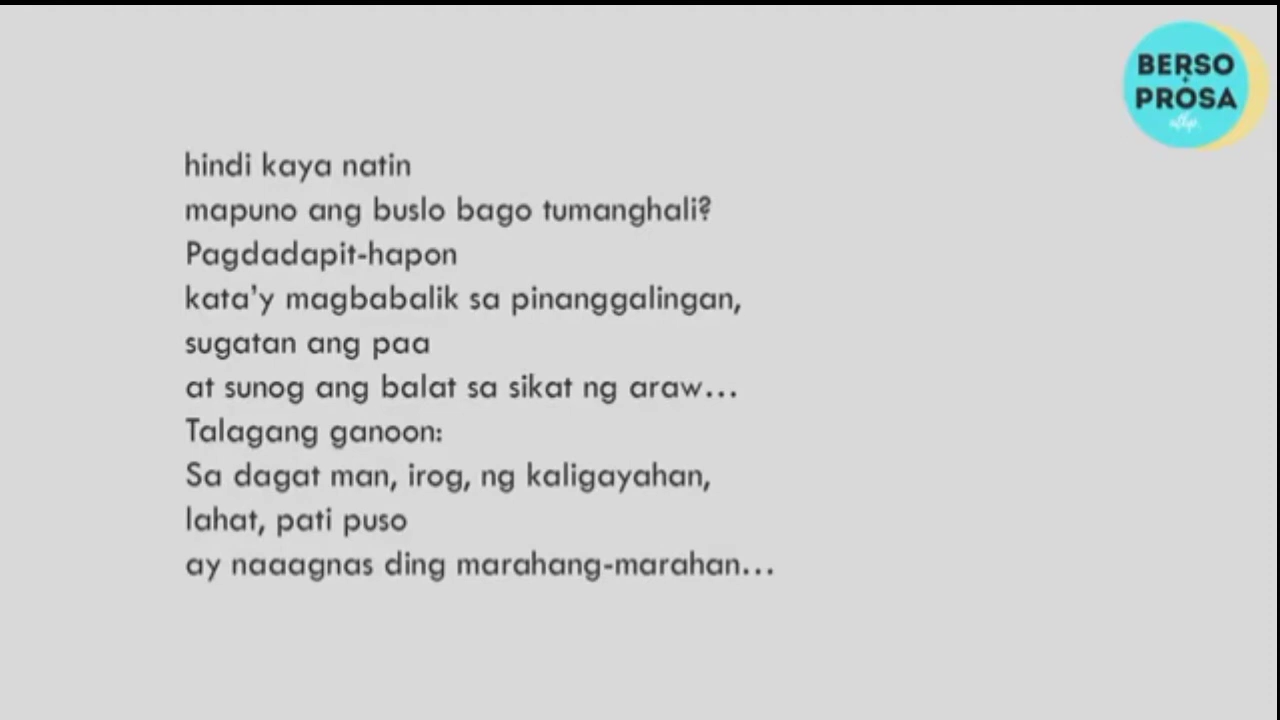 BERSO
+
PROSA
hindi kaya natin
mapuno ang buslo bago tumanghali?
Pagdadapit-hapon
kata'y magbabalik sa pinanggalingan,
sugatan ang paa
at sunog ang balat sa sikat ng araw...
Talagang ganoon:
Sa dagat man, irog, ng kaligayahan,
lahat, pati puso
ay naaagnas ding marahang-marahan...